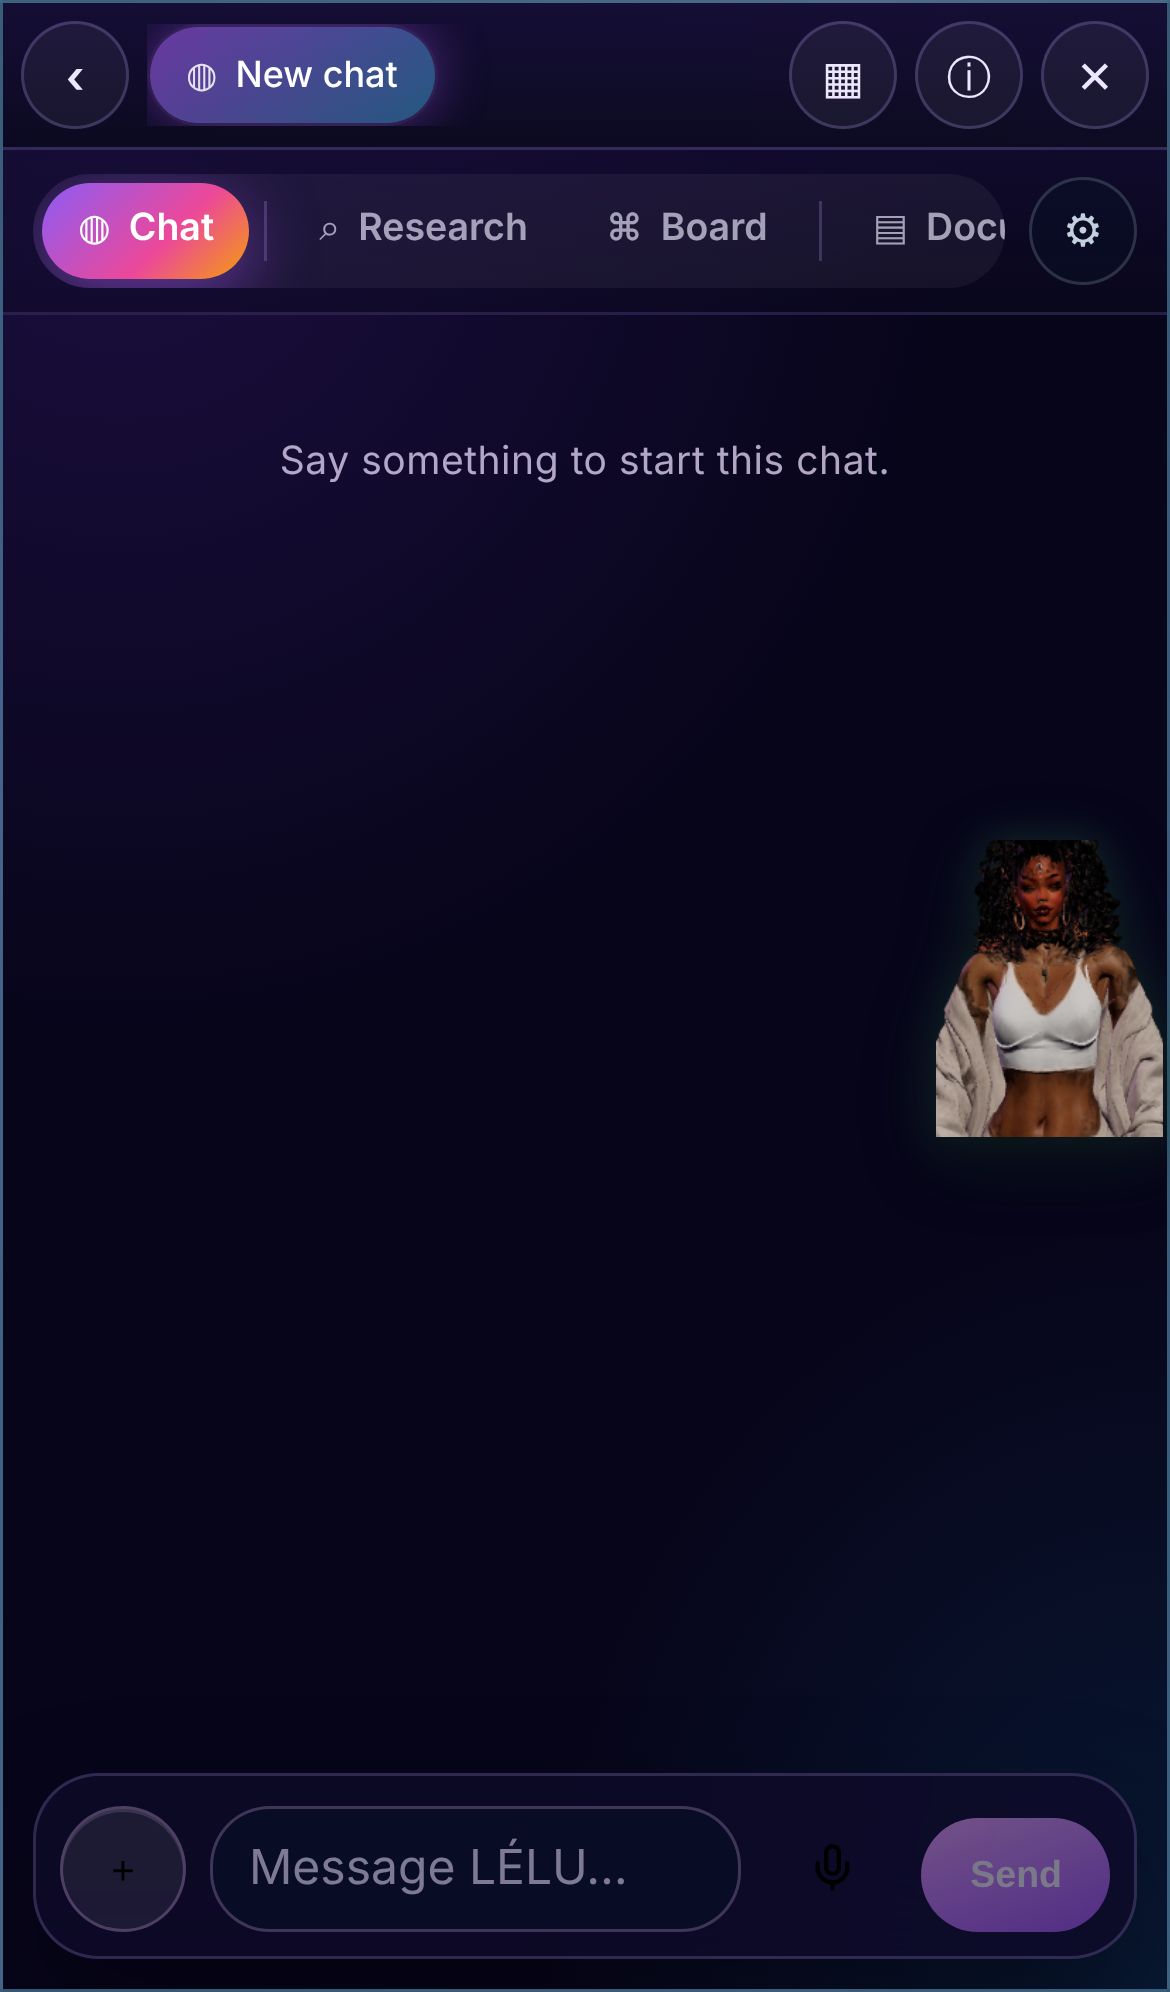 New chat
Chat
Research
Board
Docu
Say something to start this chat.
Message LÉLU...
Send